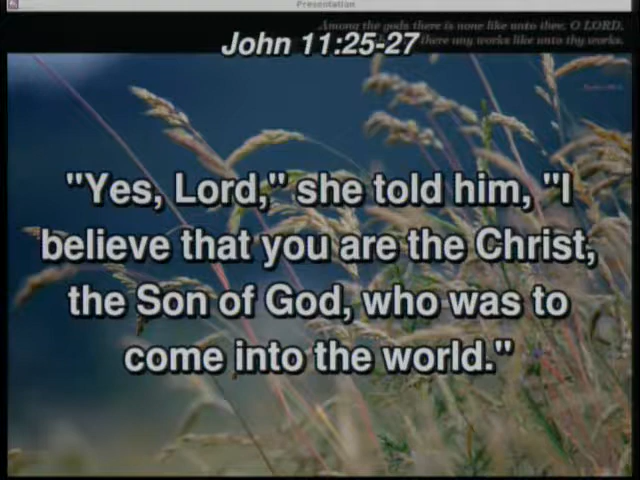 Presentation
Among the gods there is none like unto thee, O LORD,
there any works like unto thy works.
John 11:25-27
"Yes, Lord," she told him, "I
believe that you are the Christ,
the Son of God, who was to
come into the world."